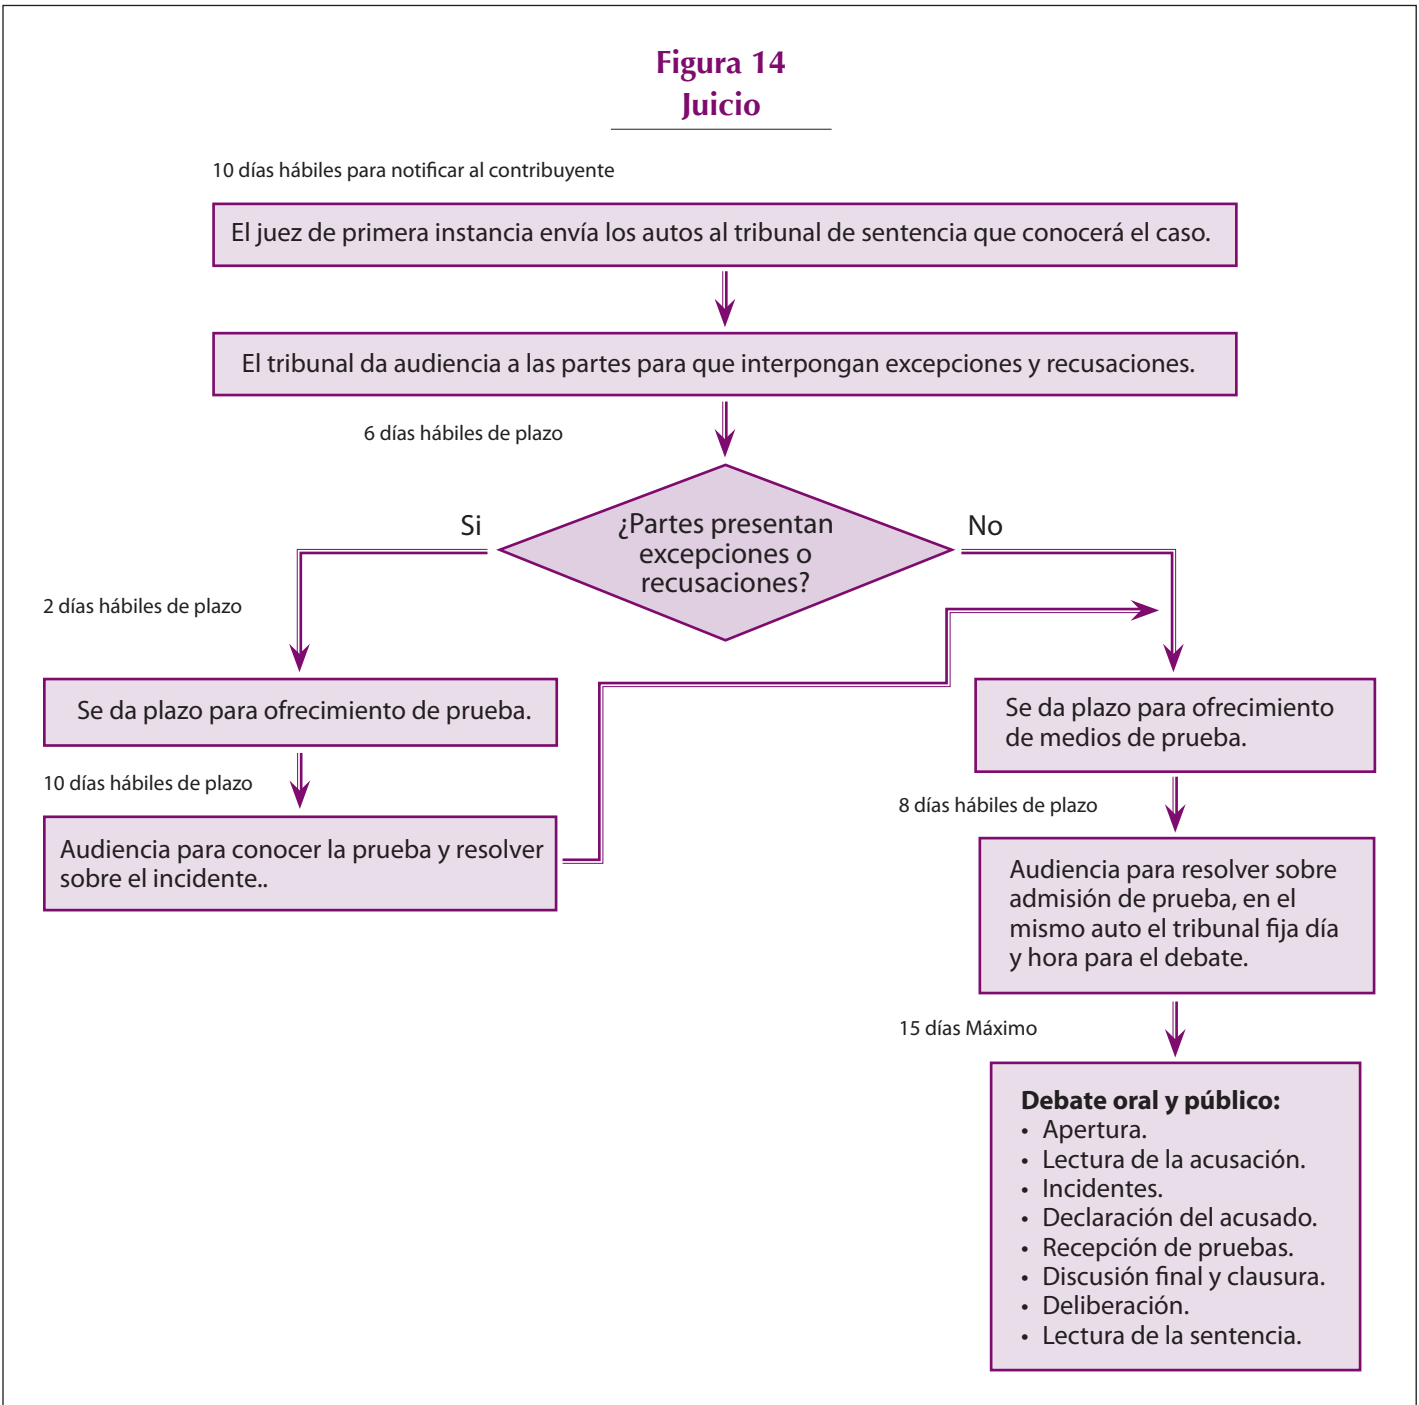 Figura 14
Juicio
10 días hábiles para notificar al contribuyente
El juez de primera instancia envía los autos al tribunal de sentencia que conocerá el caso.
El tribunal da audiencia a las partes para que interpongan excepciones y recusaciones.
6 días hábiles de plazo
Si
¿Partes presentan
excepciones o
recusaciones?
No
2 días hábiles de plazo
Se da plazo para ofrecimiento de prueba.
10 días hábiles de plazo
Audiencia para conocer la prueba y resolver
sobre el incidente..
Se da plazo para ofrecimiento
de medios de prueba.
8 días hábiles de plazo
Audiencia para resolver sobre
admisión de prueba, en el
mismo auto el tribunal fija día
y hora para el debate.
15 días Máximo
Debate oral y público:
• Apertura.
• Lectura de la acusación.
• Incidentes.
• Declaración del acusado.
• Recepción de pruebas.
• Discusión final y clausura.
• Deliberación.
• Lectura de la sentencia.